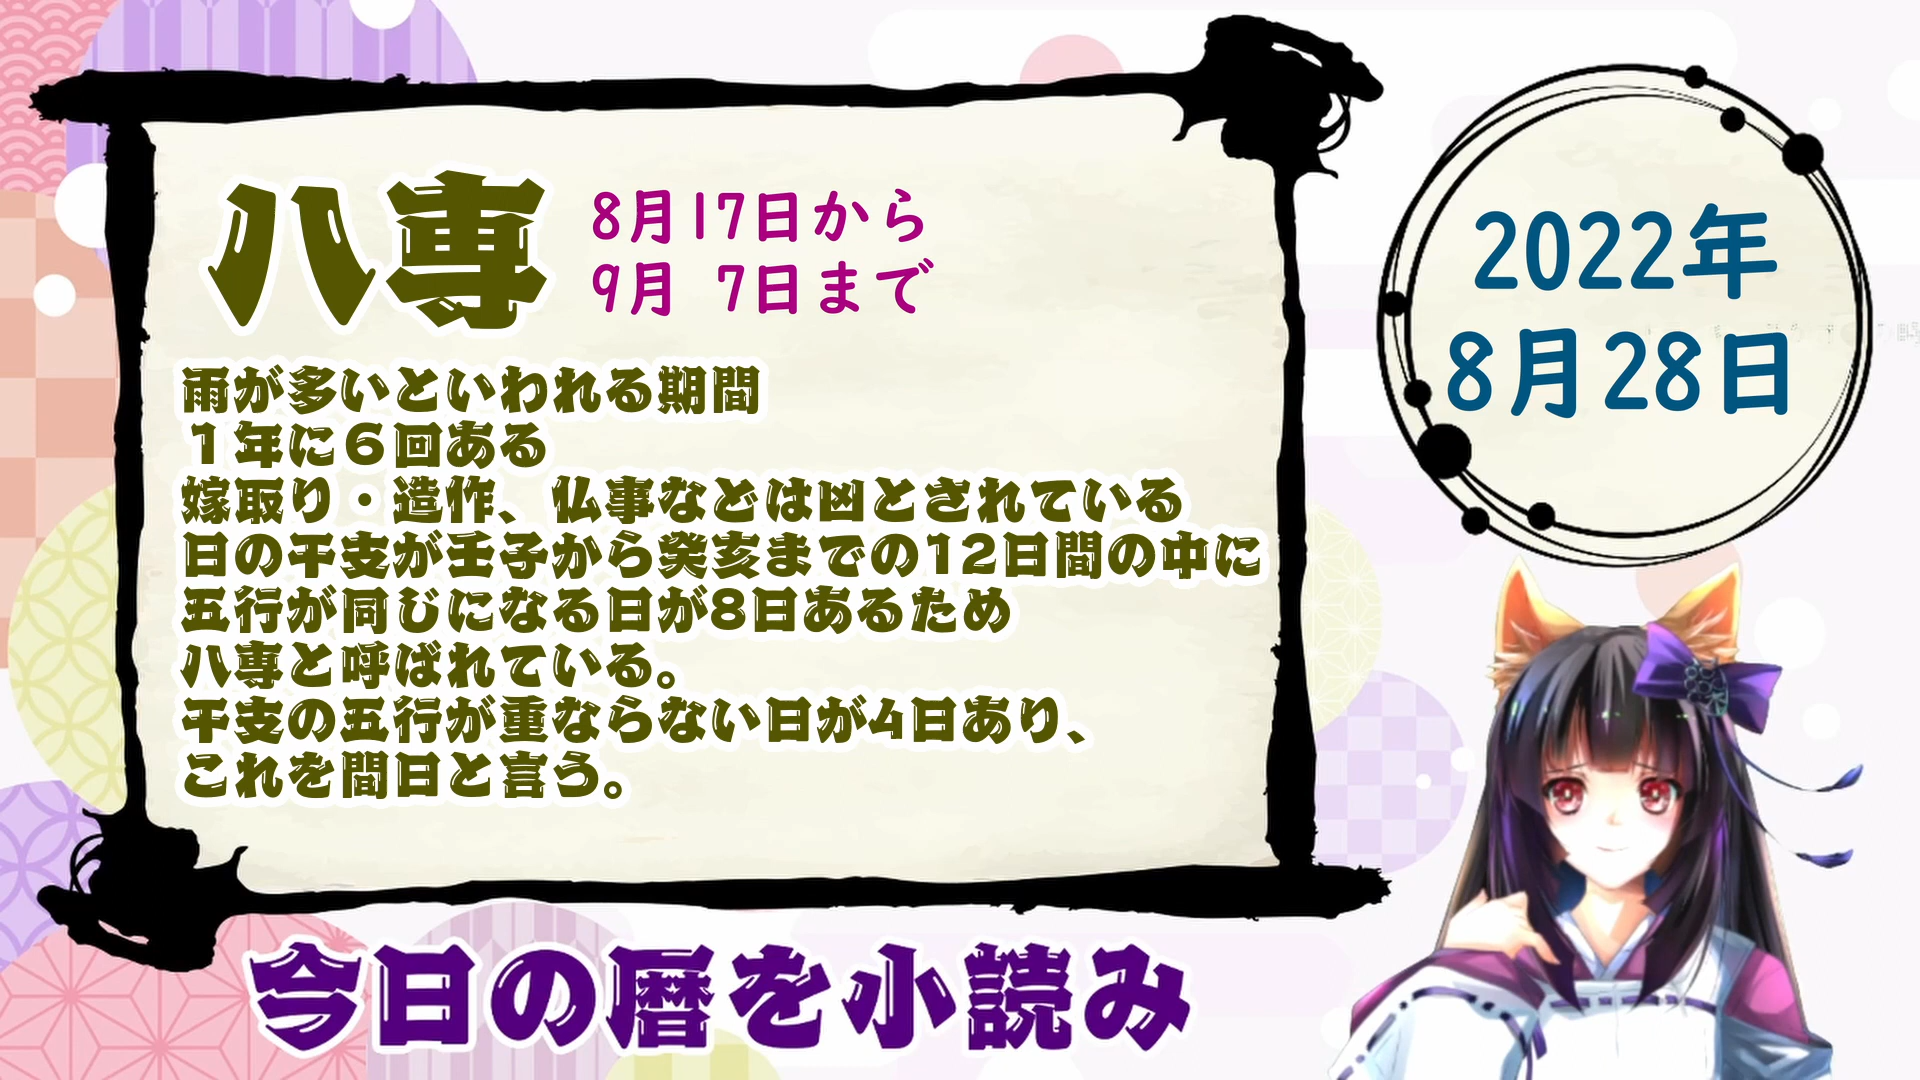 八専
8月17日から
9月 7日まで
2022年
8月28日
雨が多いといわれる期間
１年に６回ある
嫁取り・造作、仏事などは凶とされている
日の干支が壬子から癸亥までの12日間の中に
五行が同じになる日が8日あるため
八専と呼ばれている。
干支の五行が重ならない日が4日あり、
これを間日と言う。
今日の暦を小読み